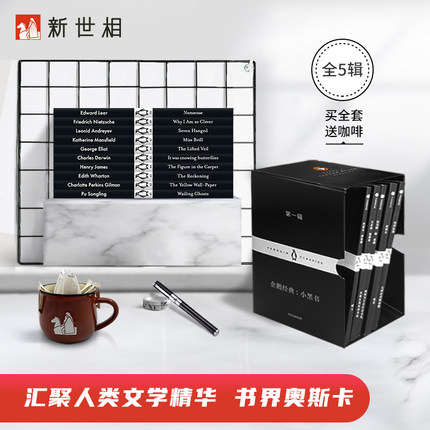 新世相
全5辑
买全套
送咖啡
Edward Lear Nonsense
Friedrich Nietzsche Why I Am so Clever
Leonid Andreyev Seven Hanged
Katherine Mansfield Miss Brill
George Eliot The Lifted Veil
Charles Darwin It was snowing butterflies
Henry James The Figure in the Carpet
Edith Wharton The Reckoning
Charlotte Perkins Gilman The Yellow Wall-Paper
Pu Songling Wailing Ghosts
第一辑
PENGUIN CLASSICS
企鹅经典:小黑书
汇聚人类文学精华 书界奥斯卡